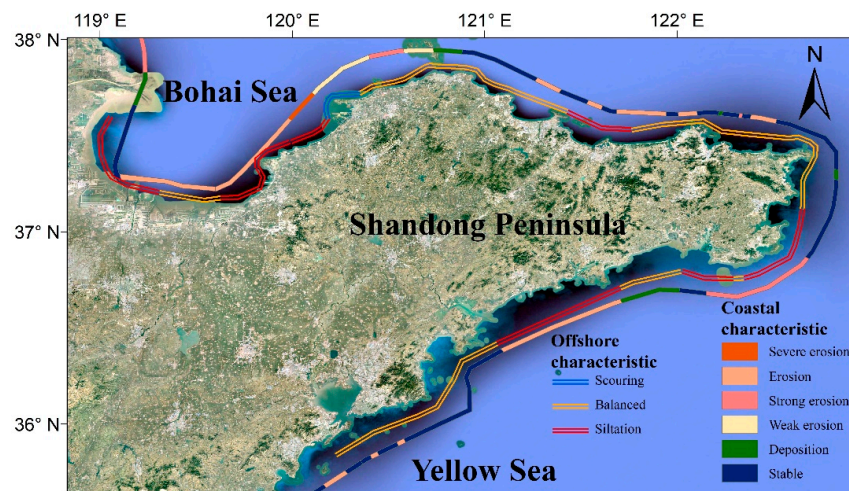 119° E
120° E
121° E
122° E
38° N
37° N
36° N
N
Bohai Sea
Shandong Peninsula
Yellow Sea
Offshore
characteristic
Scouring
Balanced
Siltation
Coastal
characteristic
Severe erosion
Erosion
Strong erosion
Weak erosion
Deposition
Stable